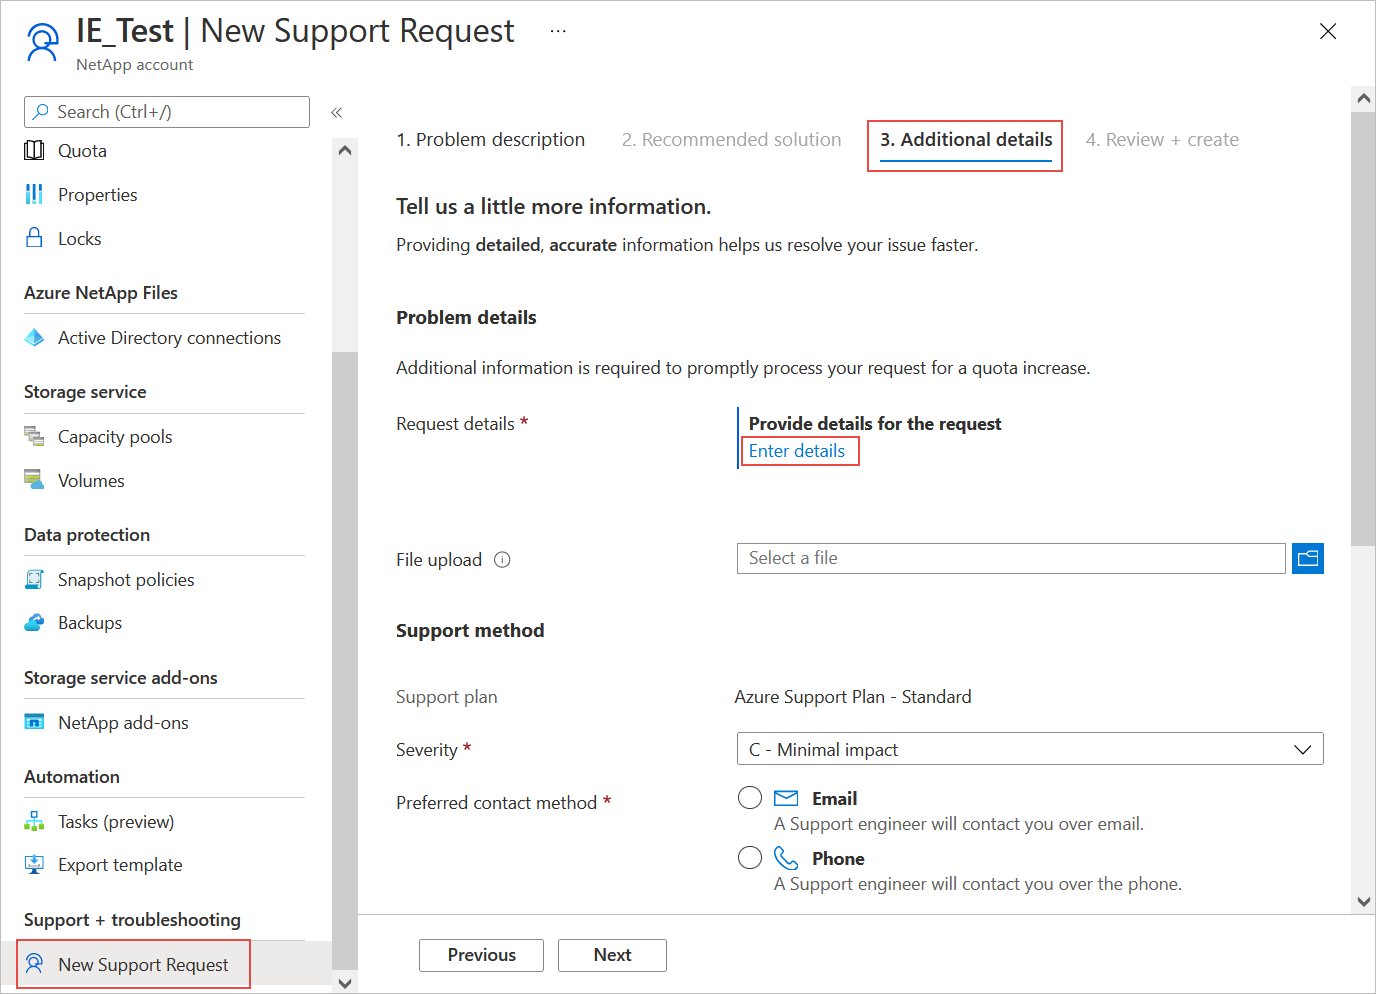 IE_Test | New Support Request ...
NetApp account
Search (Ctrl+/)
«
Quota
Properties
Locks
Azure NetApp Files
Active Directory connections
Storage service
Capacity pools
Volumes
Data protection
Snapshot policies
Backups
Storage service add-ons
NetApp add-ons
Automation
Tasks (preview)
Export template
Support + troubleshooting
New Support Request
1. Problem description 2. Recommended solution 3. Additional details 4. Review + create
Tell us a little more information.
Providing detailed, accurate information helps us resolve your issue faster.
Problem details
Additional information is required to promptly process your request for a quota increase.
Request details *
Provide details for the request
Enter details
File upload
Select a file
Support method
Support plan
Azure Support Plan - Standard
Severity *
C - Minimal impact
Preferred contact method *
Email
A Support engineer will contact you over email.
Phone
A Support engineer will contact you over the phone.
Previous
Next